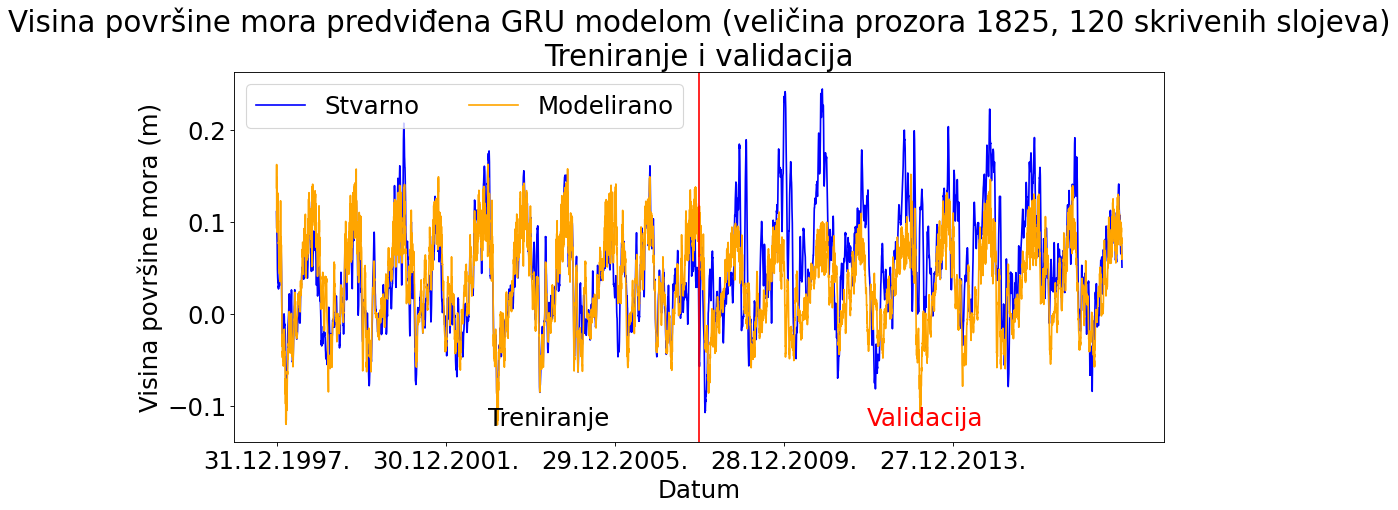 Visina površine mora predviđena GRU modelom (veličina prozora 1825, 120 skrivenih slojeva)
Treniranje i validacija
Stvarno
Modelirano
Visina površine mora (m)
0.2
0.1
0.0
−0.1
Treniranje
Validacija
31.12.1997.
30.12.2001.
29.12.2005.
28.12.2009.
27.12.2013.
Datum